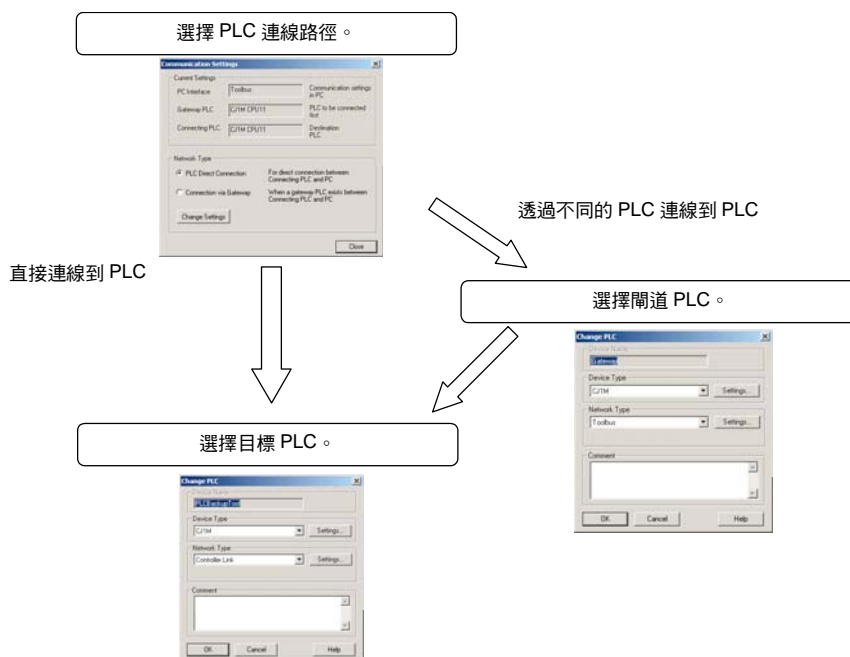 選擇 PLC 連線路徑。
Communication Settings
Current Settings
PC Interface
Toolbus
Communication settings
in PC
Gateway PLC
CJ1M CPU11
PLC to be connected
first
Connecting PLC
CJ1M CPU11
Destination
PLC
Network Type
PLC Direct Connection
For direct connection between
Connecting PLC and PC
Connection via Gateway
When a gateway PLC exists between
Connecting PLC and PC
Change Settings
Close
透過不同的 PLC 連線到 PLC
直接連線到 PLC
選擇閘道 PLC。
Change PLC
Device Name
Gateway
Device Type
CJ1M
Settings...
Network Type
Toolbus
Settings...
Comment
OK Cancel Help
選擇目標 PLC。
Change PLC
Device Name
PLCBackupTool
Device Type
CJ1M
Settings...
Network Type
Controller Link
Settings...
Comment
OK Cancel Help